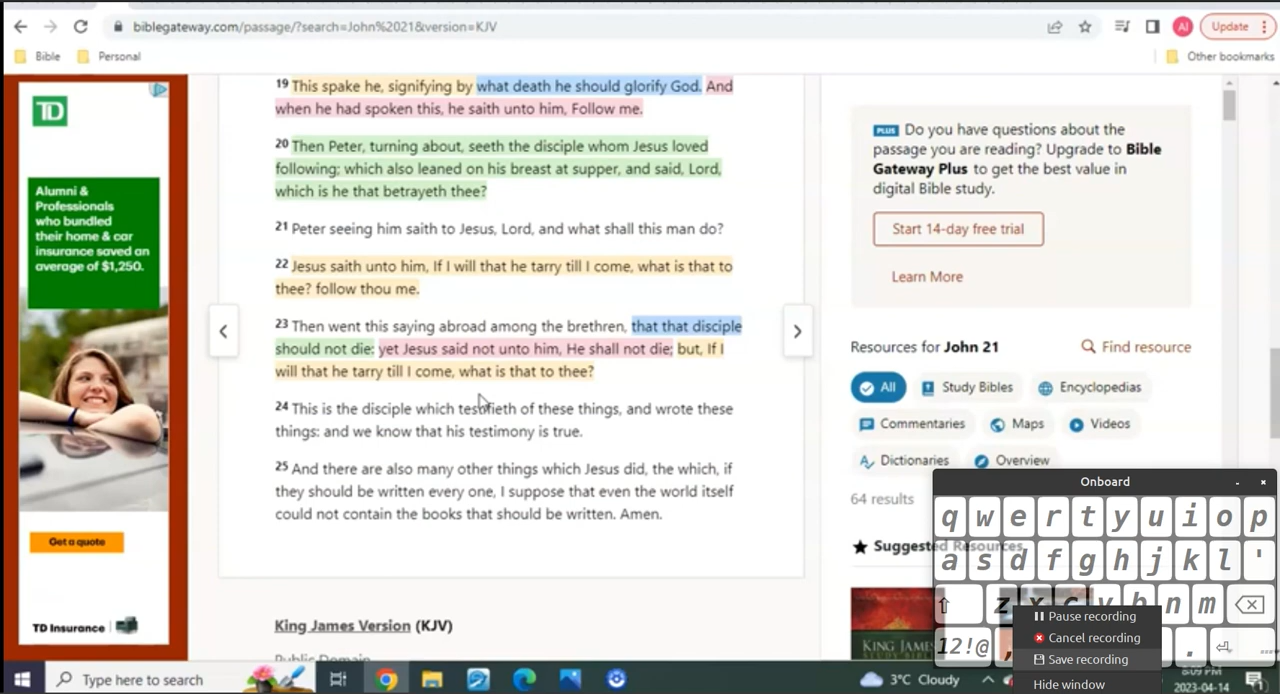 biblegateway.com/passage/?search=John%2021&version=KJV
AI
Update
Bible
Personal
Other bookmarks
TD
Alumni &
Professionals
who bundled
their home & car
insurance saved an
average of $1,250.
Get a quote
TD Insurance
19 This spake he, signifying by what death he should glorify God. And
when he had spoken this, he saith unto him, Follow me.
20 Then Peter, turning about, seeth the disciple whom Jesus loved
following; which also leaned on his breast at supper, and said, Lord,
which is he that betrayeth thee?
21 Peter seeing him saith to Jesus, Lord, and what shall this man do?
22 Jesus saith unto him, If I will that he tarry till I come, what is that to
thee? follow thou me.
23 Then went this saying abroad among the brethren, that that disciple
should not die: yet Jesus said not unto him, He shall not die; but, If I
will that he tarry till I come, what is that to thee?
24 This is the disciple which testifieth of these things, and wrote these
things: and we know that his testimony is true.
25 And there are also many other things which Jesus did, the which, if
they should be written every one, I suppose that even the world itself
could not contain the books that should be written. Amen.
King James Version (KJV)
Public Domain
PLUS Do you have questions about the
passage you are reading? Upgrade to Bible
Gateway Plus to get the best value in
digital Bible study.
Start 14-day free trial
Learn More
Resources for John 21
Find resource
All
Study Bibles
Encyclopedias
Commentaries
Maps
Videos
Dictionaries
Overview
64 results
Suggested Resources
KING JAMES
Onboard
q w e r t y u i o p
a s d f g h j k l '
z x c v b n m
12!@ , .
Pause recording
Cancel recording
Save recording
Hide window
Type here to search
3°C Cloudy
8:09 PM
2023-04-14